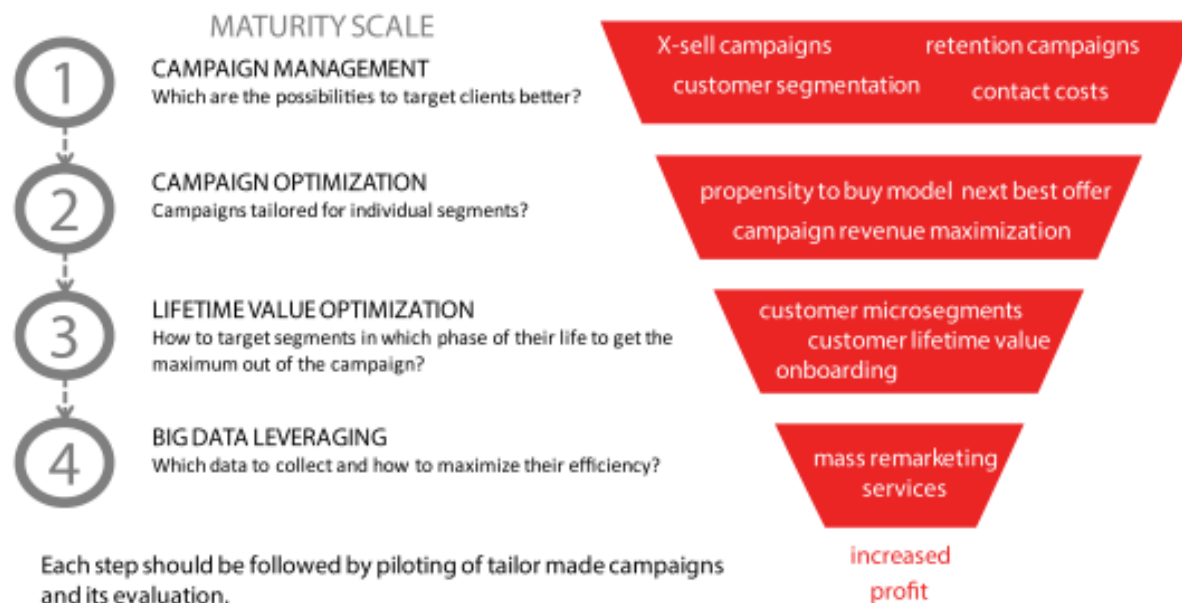 MATURITY SCALE
1
CAMPAIGN MANAGEMENT
Which are the possibilities to target clients better?
2
CAMPAIGN OPTIMIZATION
Campaigns tailored for individual segments?
3
LIFETIME VALUE OPTIMIZATION
How to target segments in which phase of their life to get the
maximum out of the campaign?
4
BIG DATA LEVERAGING
Which data to collect and how to maximize their efficiency?
Each step should be followed by piloting of tailor made campaigns
and its evaluation.
X-sell campaigns retention campaigns
customer segmentation contact costs
propensity to buy model next best offer
campaign revenue maximization
customer microsegments
customer lifetime value
onboarding
mass remarketing
services
increased
profit